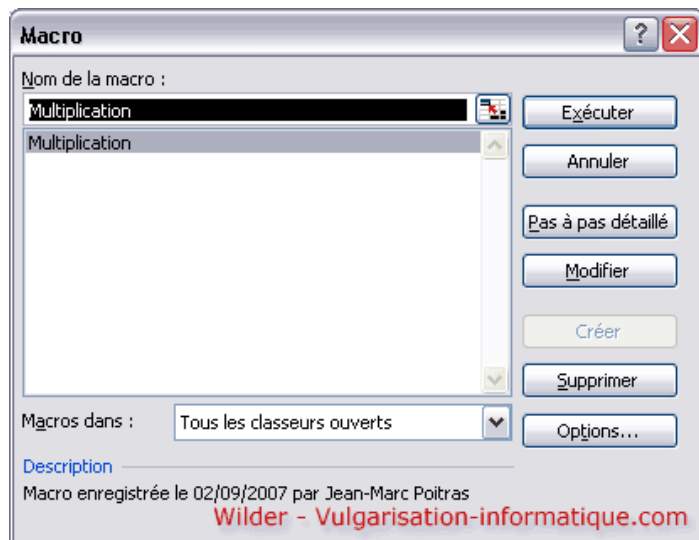 Macro
Nom de la macro :
Multiplication
Exécuter
Multiplication
Annuler
Pas à pas détaillé
Modifier
Créer
Supprimer
Macros dans :
Tous les classeurs ouverts
Options...
Description
Macro enregistrée le 02/09/2007 par Jean-Marc Poitras
Wilder - Vulgarisation-informatique.com